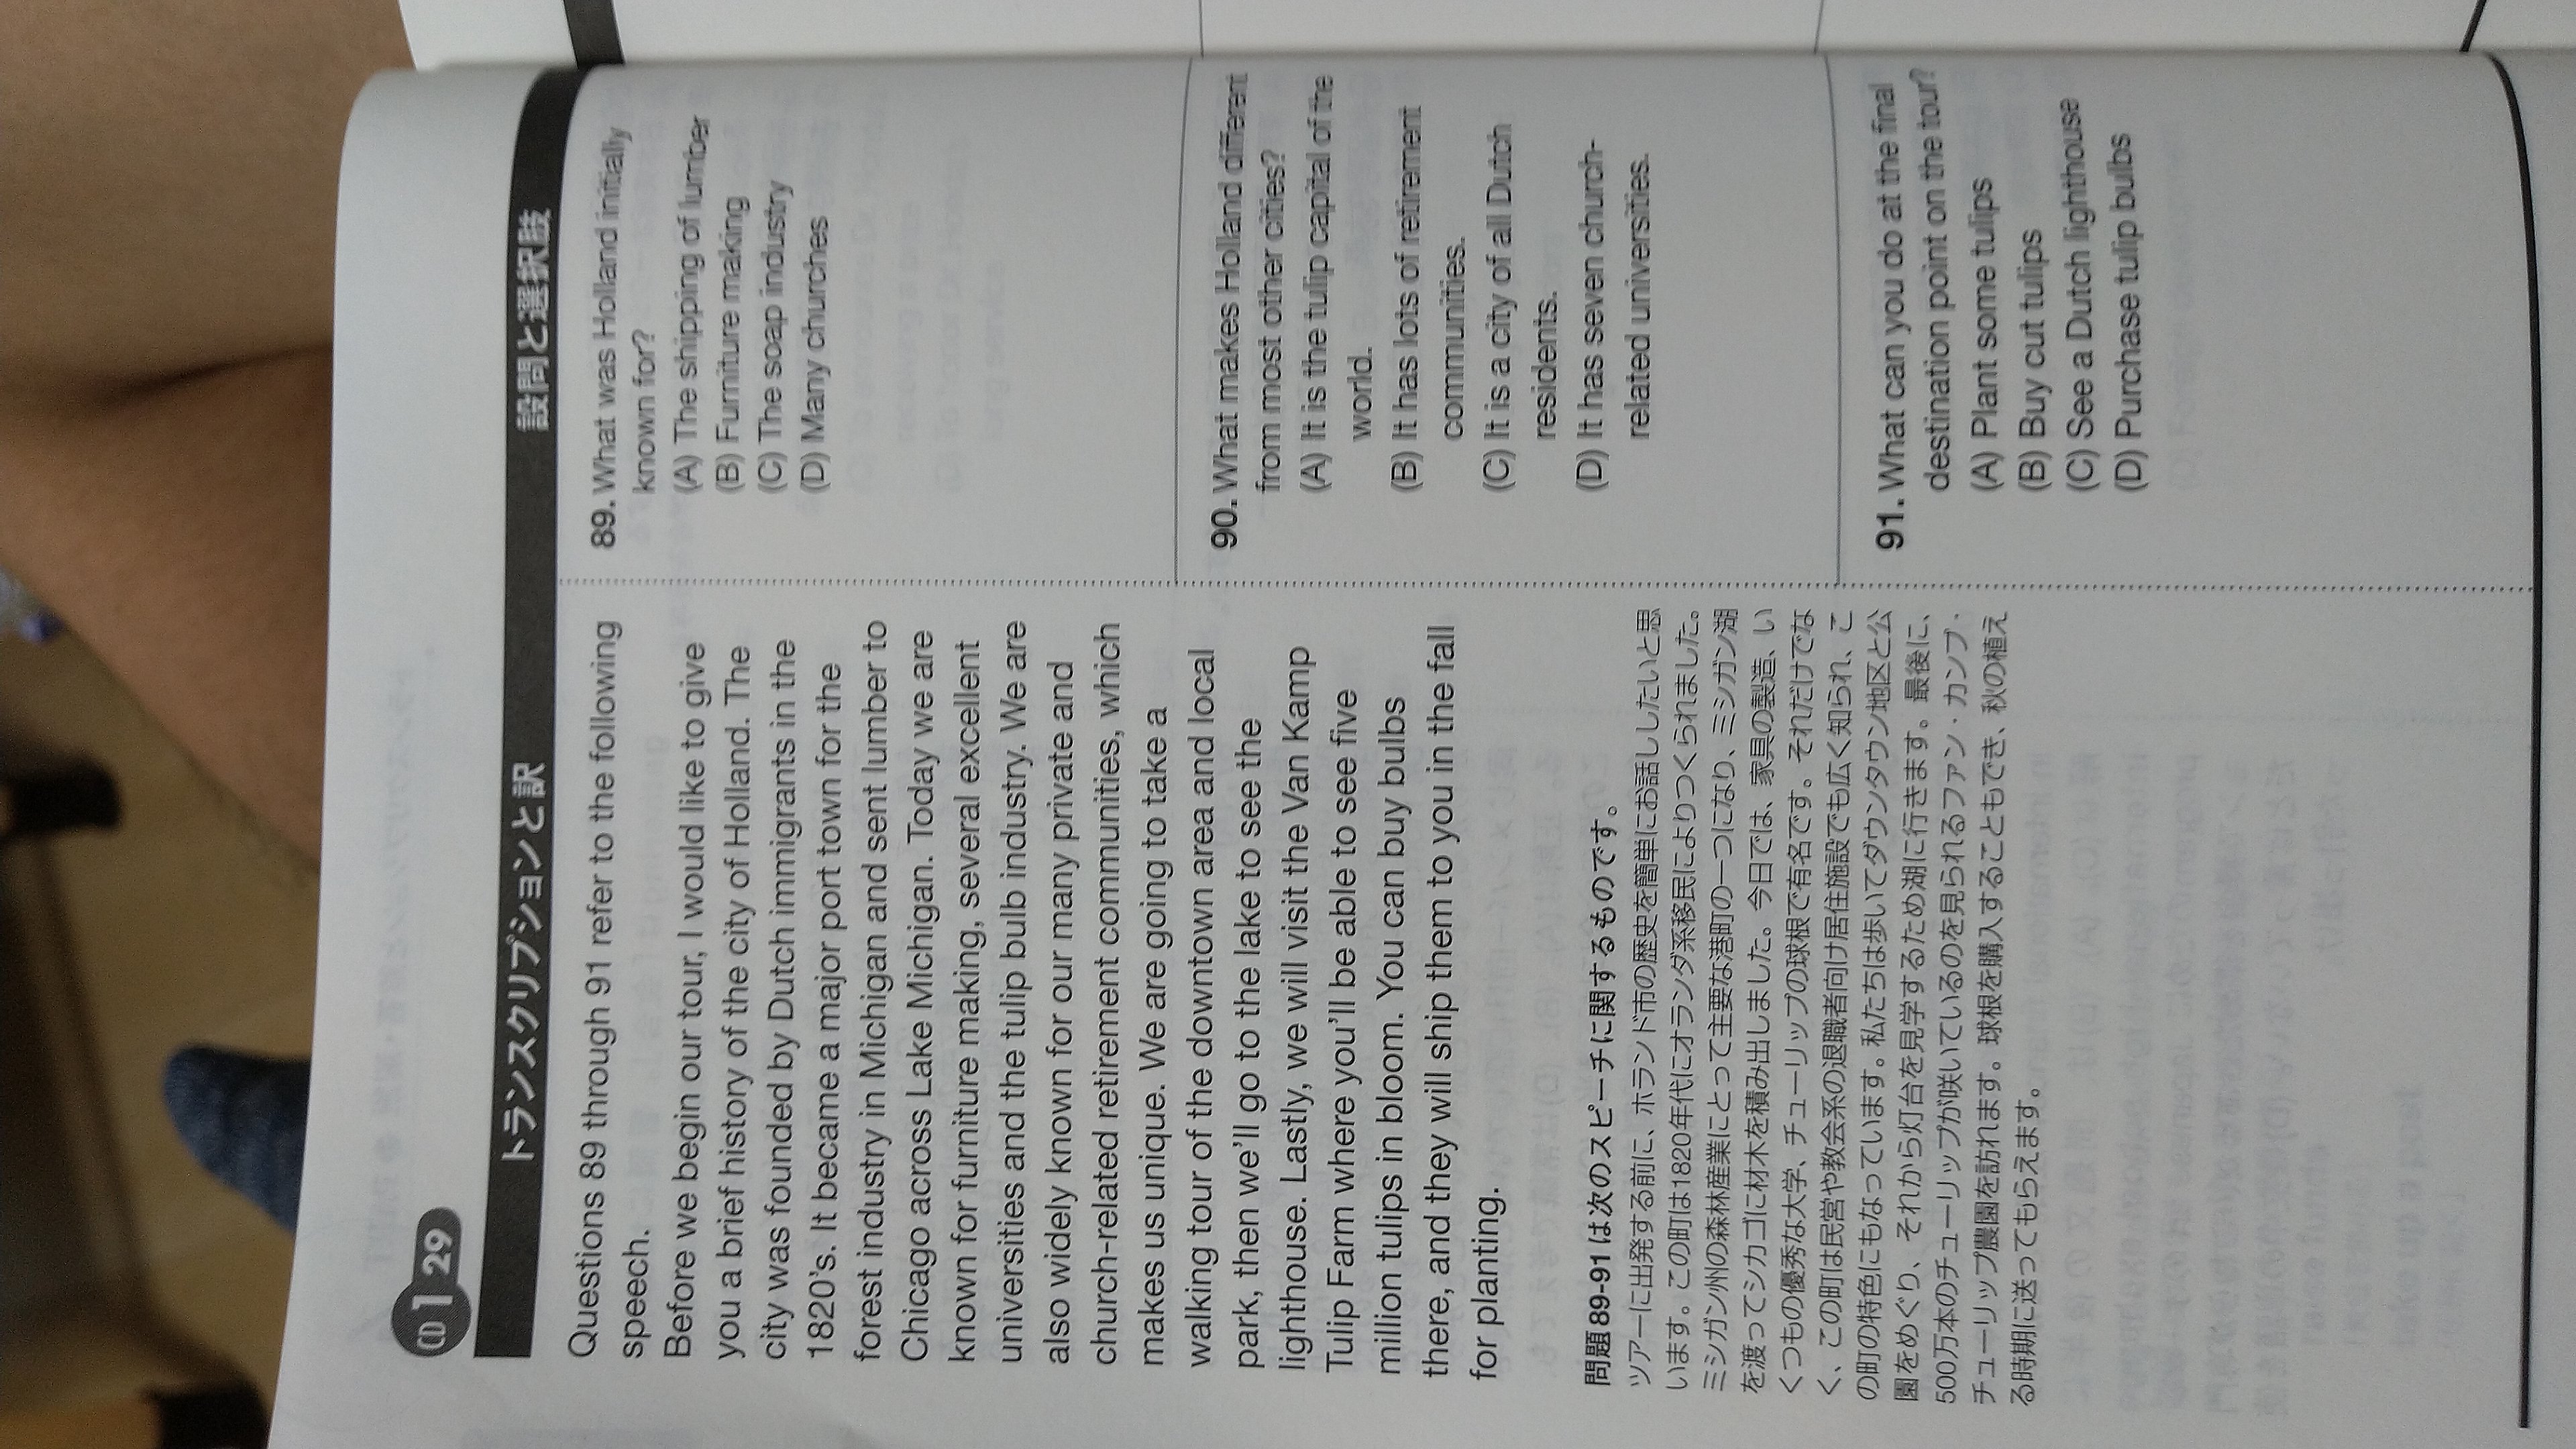 CD 1 29
トランスクリプションと訳
Questions 89 through 91 refer to the following
speech.
Before we begin our tour, I would like to give
you a brief history of the city of Holland. The
city was founded by Dutch immigrants in the
1820's. It became a major port town for the
forest industry in Michigan and sent lumber to
Chicago across Lake Michigan. Today we are
known for furniture making, several excellent
universities and the tulip bulb industry. We are
also widely known for our many private and
church-related retirement communities, which
makes us unique. We are going to take a
walking tour of the downtown area and local
park, then we'll go to the lake to see the
lighthouse. Lastly, we will visit the Van Kamp
Tulip Farm where you'll be able to see five
million tulips in bloom. You can buy bulbs
there, and they will ship them to you in the fall
for planting.
問題89-91は次のスピーチに関するものです。
ツアーに出発する前に、ホランド市の歴史を簡単にお話ししたいと思
います。この町は1820年代にオランダ系移民によりつくられました。
ミシガン州の森林産業にとって主要な港町の一つになり、ミシガン湖
を渡ってシカゴに材木を積み出しました。今日では、家具の製造、い
くつもの優秀な大学、チューリップの球根で有名です。それだけでな
く、この町は民営や教会系の退職者向け居住施設でも広く知られ、こ
の町の特色にもなっています。私たちは歩いてダウンタウン地区と公
園をめぐり、それから灯台を見学するため湖に行きます。最後に、
500万本のチューリップが咲いているのを見られるファン・カンプ・
チューリップ農園を訪れます。球根を購入することもでき、秋の植え
る時期に送ってもらえます。
設問と選択肢
89. What was Holland initially
known for?
(A) The shipping of lumber
(B) Furniture making
(C) The soap industry
(D) Many churches
90. What makes Holland different
from most other cities?
(A) It is the tulip capital of the
world.
(B) It has lots of retirement
communities.
(C) It is a city of all Dutch
residents.
(D) It has seven church-
related universities.
91. What can you do at the final
destination point on the tour?
(A) Plant some tulips
(B) Buy cut tulips
(C) See a Dutch lighthouse
(D) Purchase tulip bulbs